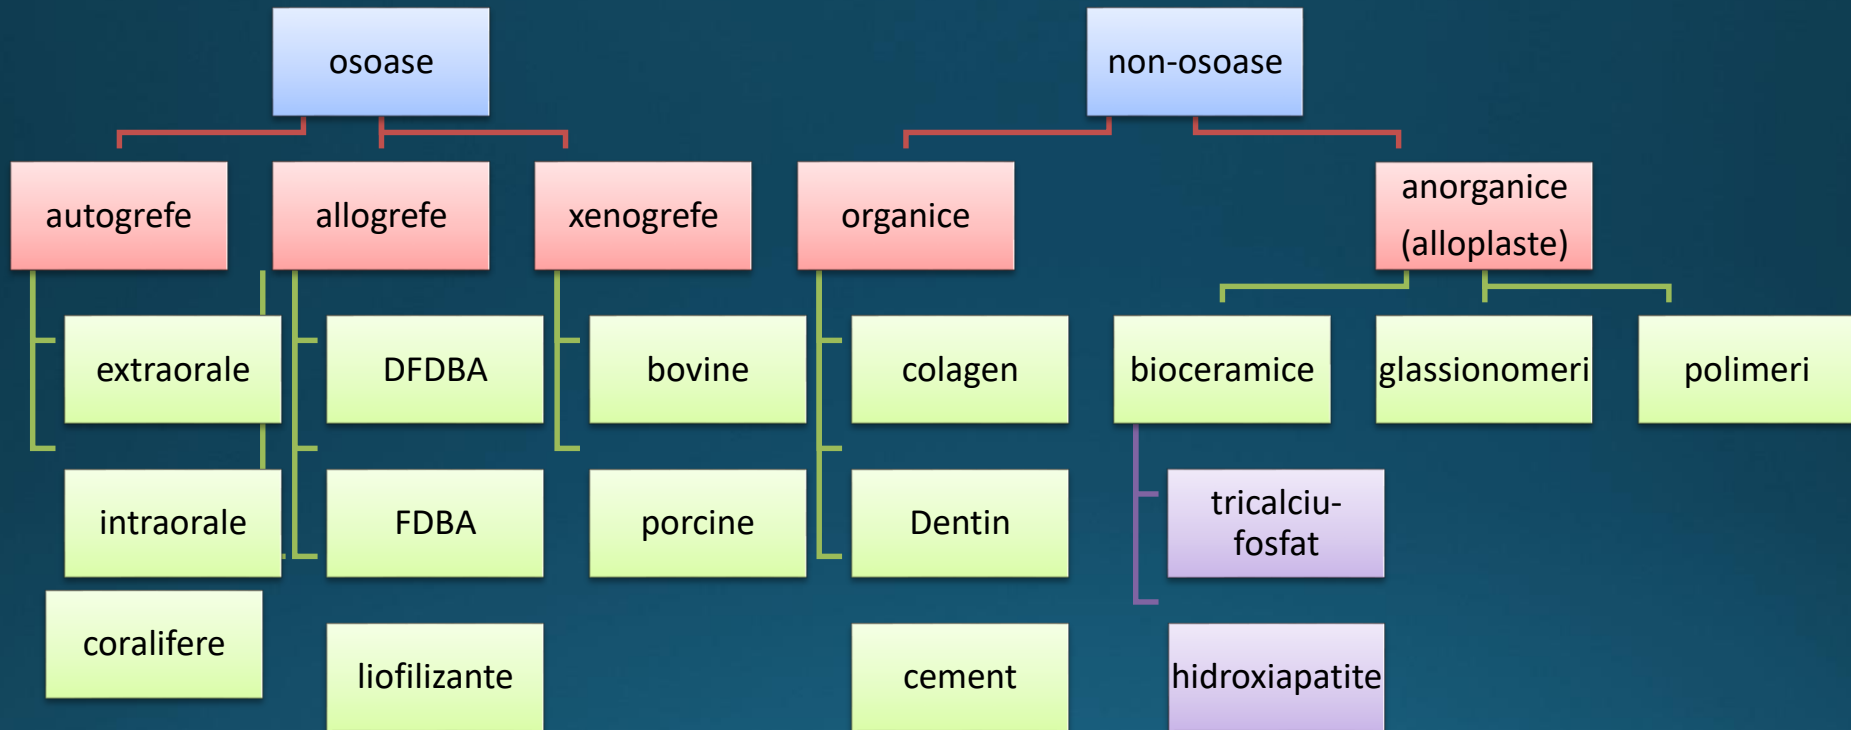 osoase
non-osoase
autogrefe
allogrefe
xenogrefe
organice
anorganice
(alloplaste)
extraorale
DFDBA
bovine
colagen
bioceramice
glassionomeri
polimeri
intraorale
FDBA
porcine
Dentin
tricalciu-
fosfat
coralifere
liofilizante
cement
hidroxiapatite